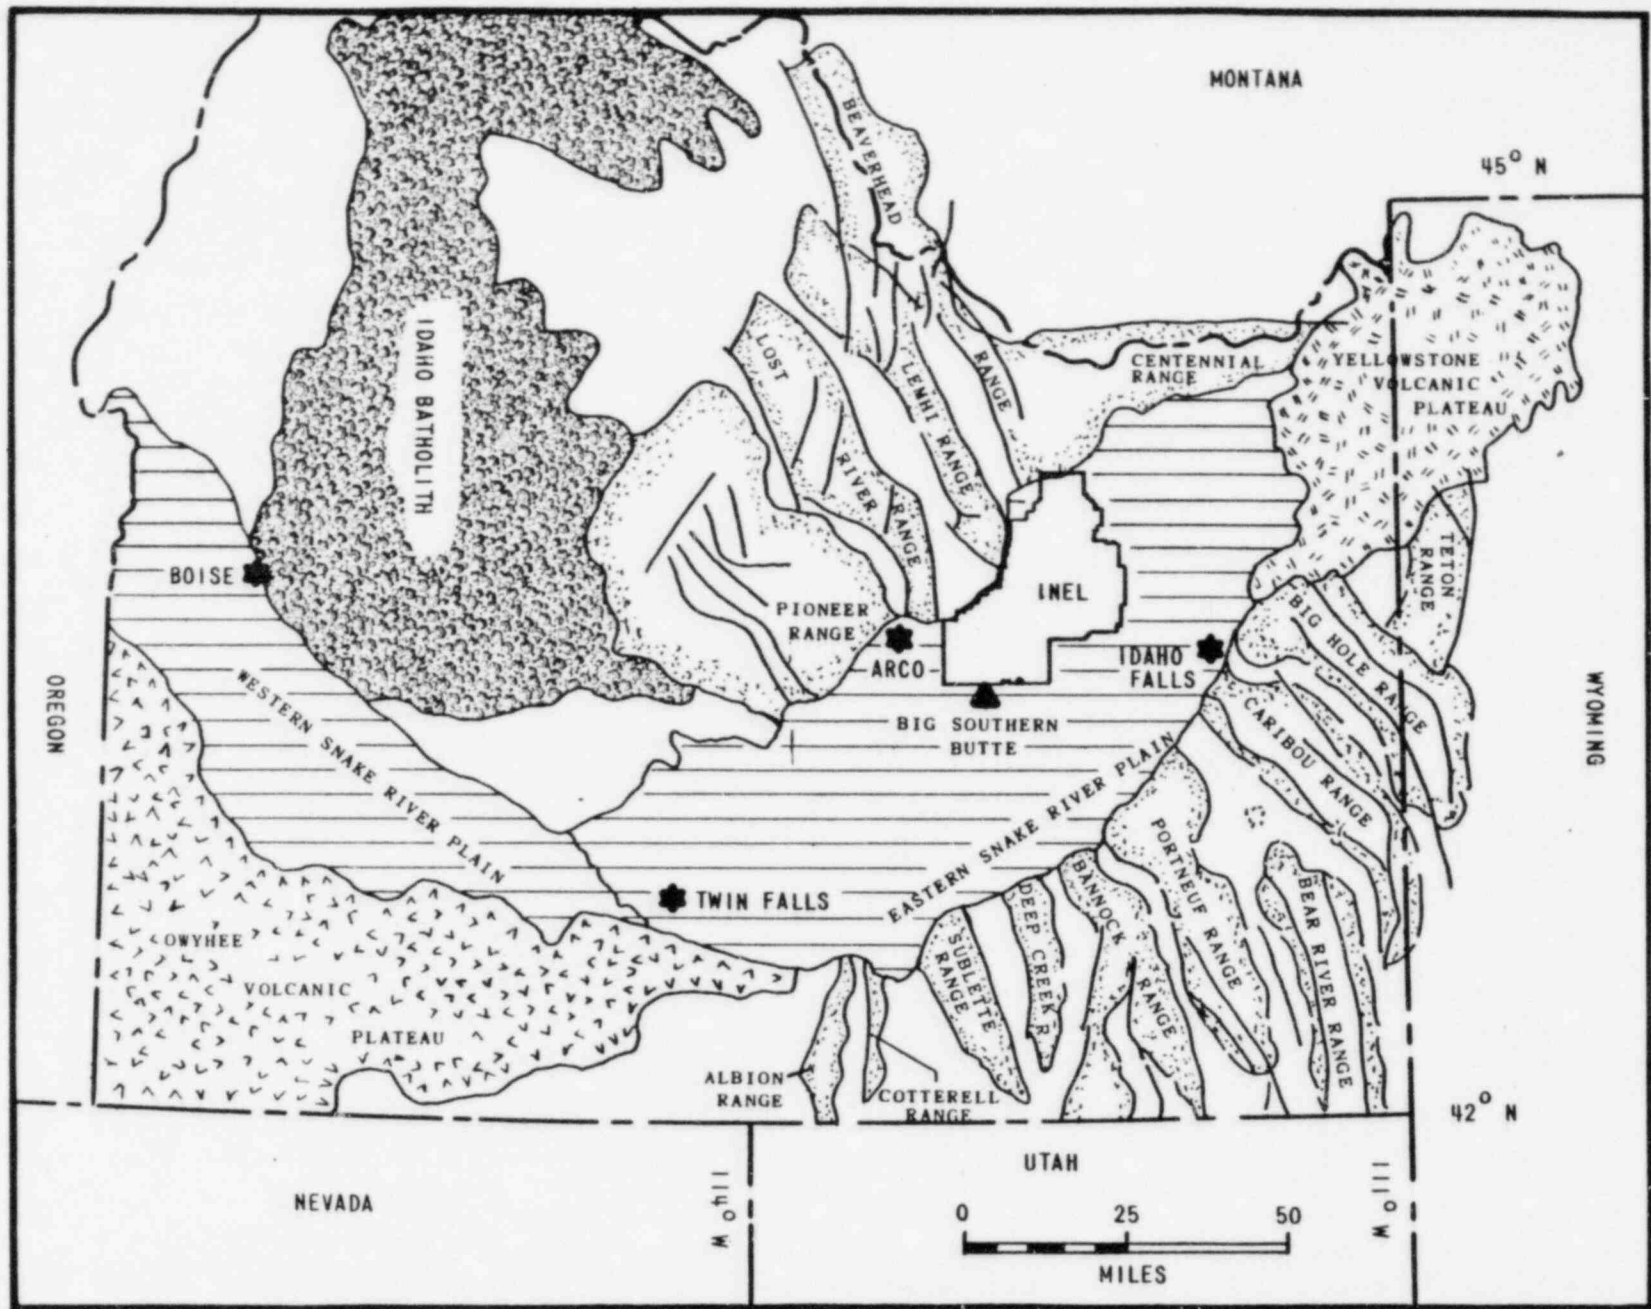 MONTANA
45° N
BEAVERHEAD
RANGE
IDAHO BATHOLITH
LOST
RIVER
RANGE
LEMHI RANGE
CENTENNIAL
RANGE
YELLOWSTONE
VOLCANIC
PLATEAU
TETON
RANGE
BOISE
PIONEER
RANGE
INEL
ARCO
IDAHO
FALLS
BIG HOLE RANGE
OREGON
WYOMING
BIG SOUTHERN
BUTTE
CARIBOU RANGE
WESTERN SNAKE RIVER PLAIN
EASTERN SNAKE RIVER PLAIN
PORTNEUF RANGE
TWIN FALLS
BANNOCK
RANGE
DEEP CREEK R
BEAR RIVER RANGE
SUBLETTE
RANGE
OWYHEE
VOLCANIC
PLATEAU
ALBION
RANGE
COTTERELL
RANGE
42° N
UTAH
NEVADA
114° W
111° W
0 25 50
MILES